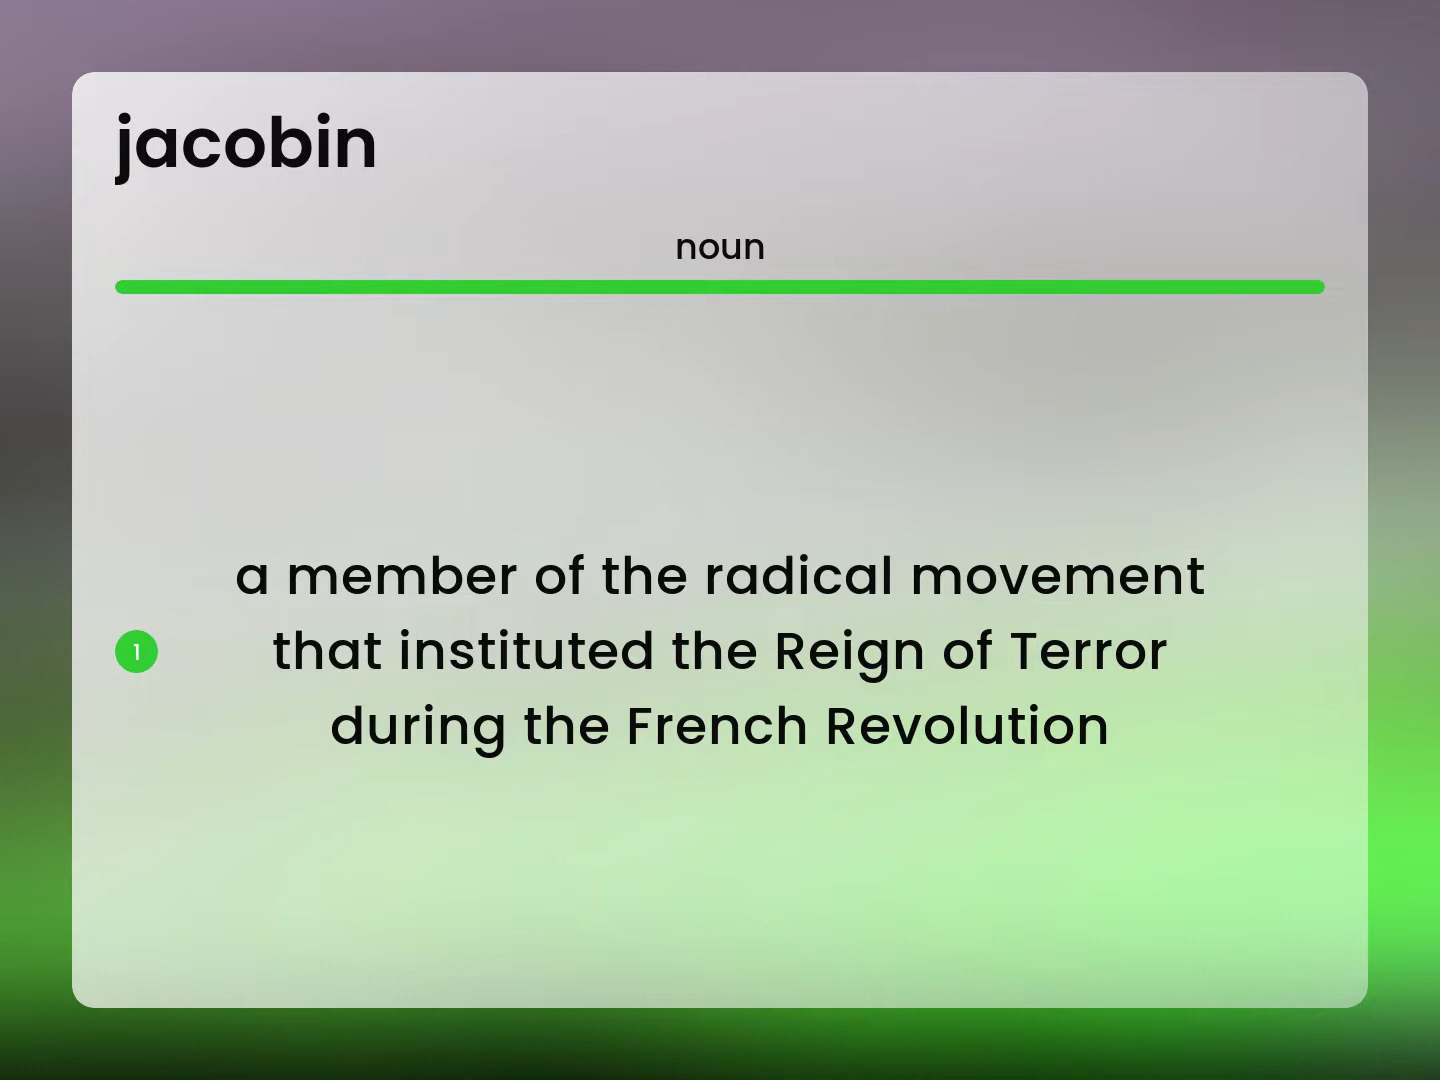 jacobin
noun
a member of the radical movement
1 that instituted the Reign of Terror
during the French Revolution